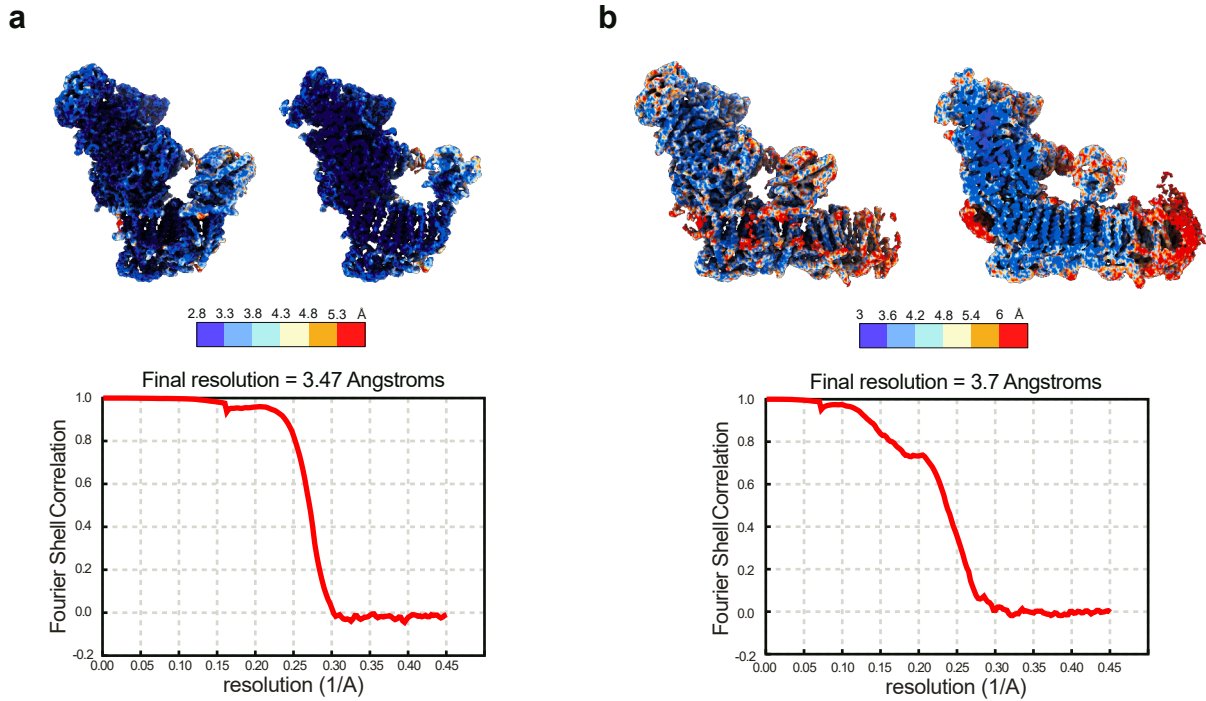 a
b
2.8 3.3 3.8 4.3 4.8 5.3 Å
3 3.6 4.2 4.8 5.4 6 Å
Final resolution = 3.47 Angstroms
1.0
0.8
0.6
0.4
0.2
0.0
-0.2
Fourier Shell Correlation
0.00 0.05 0.10 0.15 0.20 0.25 0.30 0.35 0.40 0.45
resolution (1/A)
Final resolution = 3.7 Angstroms
1.0
0.8
0.6
0.4
0.2
0.0
-0.2
Fourier Shell Correlation
0.00 0.05 0.10 0.15 0.20 0.25 0.30 0.35 0.40 0.45
resolution (1/A)